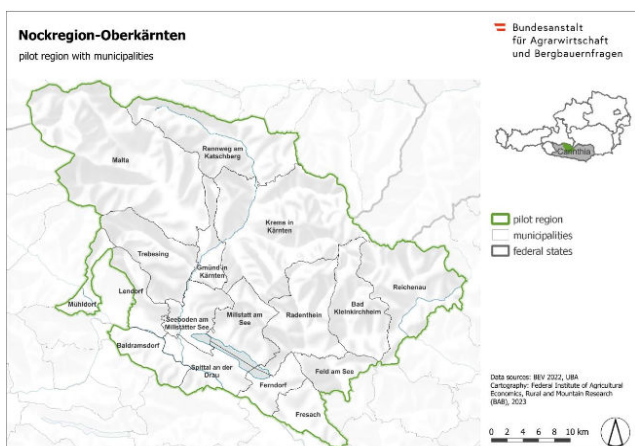 Nockregion-Oberkärnten
pilot region with municipalities
Bundesanstalt
für Agrarwirtschaft
und Bergbauernfragen
Carinthia
pilot region
municipalities
federal states
Rennweg am
Katschberg
Malta
Krems in
Kärnten
Trebesing
Gmünd in
Kärnten
Reichenau
Lendorf
Mühldorf
Seeboden am
Millstätter See
Millstatt am
See
Radenthein
Bad
Kleinkirchheim
Baldramsdorf
Spittal an der
Drau
Feld am See
Ferndorf
Fresach
Data sources: BEV 2022, UBA
Cartography: Federal Institute of Agricultural
Economics, Rural and Mountain Research
(BAB), 2023
0 2 4 6 8 10 km